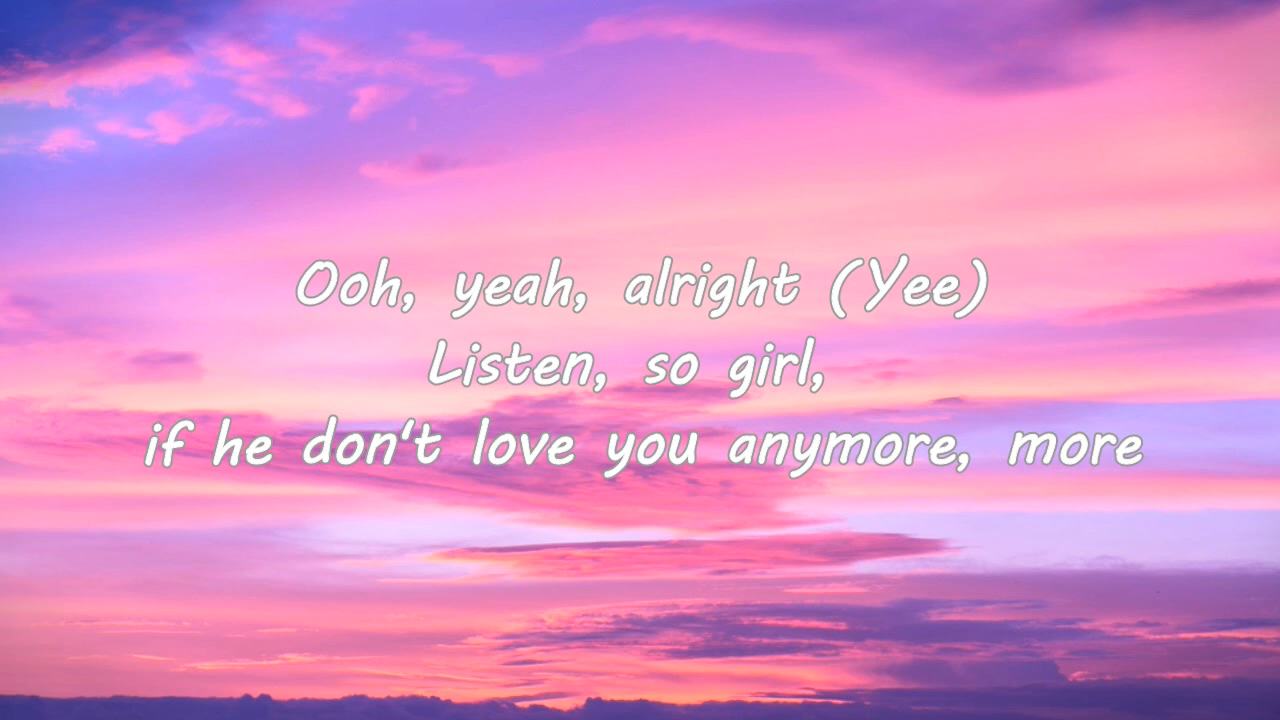 Ooh, yeah, alright (Yee)
Listen, so girl,
if he don't love you anymore, more